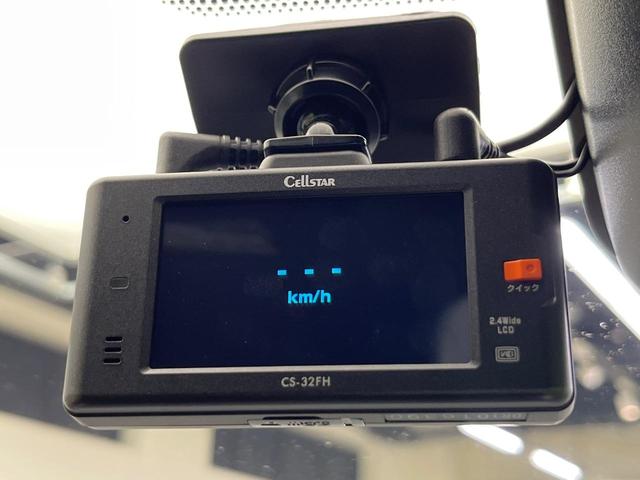 CELLSTAR
- - -
km/h
クイック
2.4Wide
LCD
CS-32FH